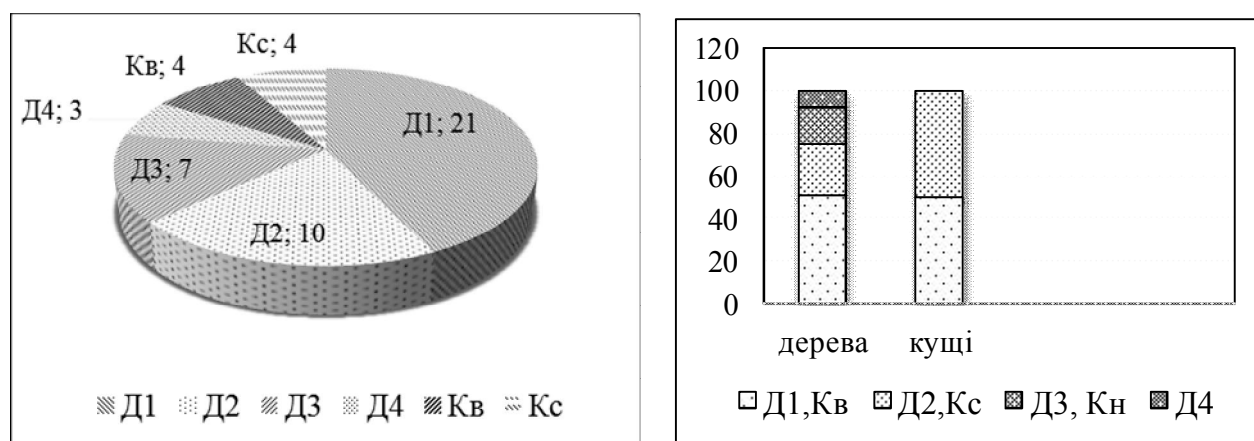 Кс; 4
Кв; 4
Д4; 3
Д1; 21
Д3; 7
Д2; 10
Д1 Д2 Д3 Д4 Кв Кс
120
100
80
60
40
20
0
дерева кущі
Д1,Кв Д2,Кс Д3, Кн Д4